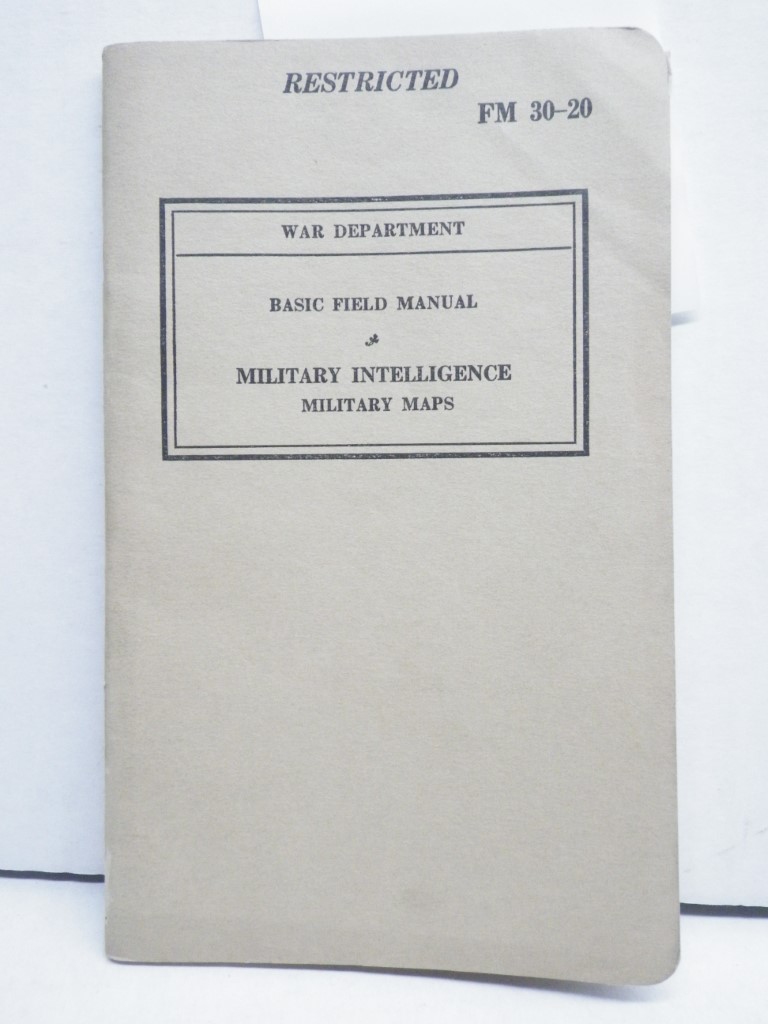 RESTRICTED
FM 30–20
WAR DEPARTMENT
BASIC FIELD MANUAL
MILITARY INTELLIGENCE
MILITARY MAPS